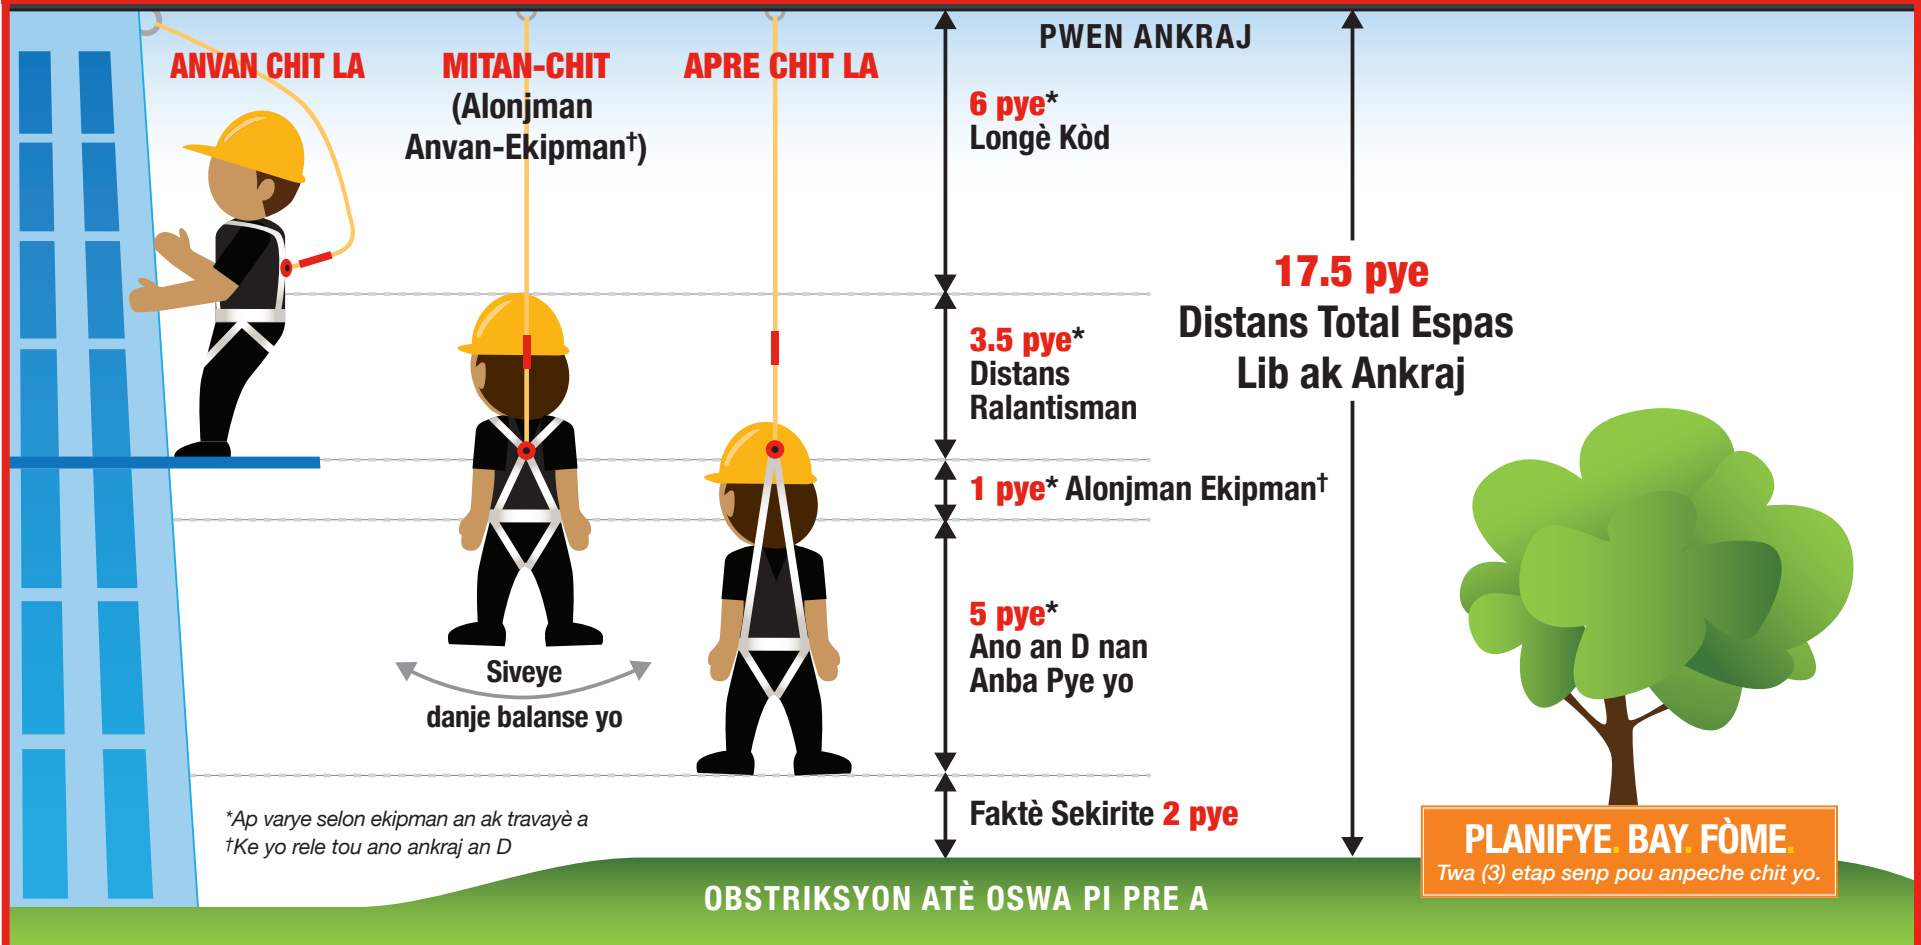 PWEN ANKRAJ
ANVAN CHIT LA
MITAN-CHIT
(Alonjman
Anvan-Ekipman†)
APRE CHIT LA
6 pye*
Longè Kòd
17.5 pye
Distans Total Espas
Lib ak Ankraj
3.5 pye*
Distans
Ralantisman
1 pye* Alonjman Ekipman†
5 pye*
Ano an D nan
Anba Pye yo
Siveye
danje balanse yo
Faktè Sekirite 2 pye
*Ap varye selon ekipman an ak travayè a
†Ke yo rele tou ano ankraj an D
PLANIFYE. BAY. FÒME.
Twa (3) etap senp pou anpeche chit yo.
OBSTRIKSYON ATÈ OSWA PI PRE A